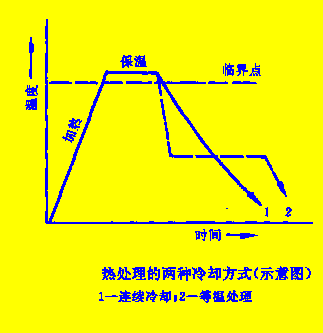 保温
临界点
温度
加热
1 2
时间
热处理的两种冷却方式(示意图)
1—连续冷却;2—等温处理